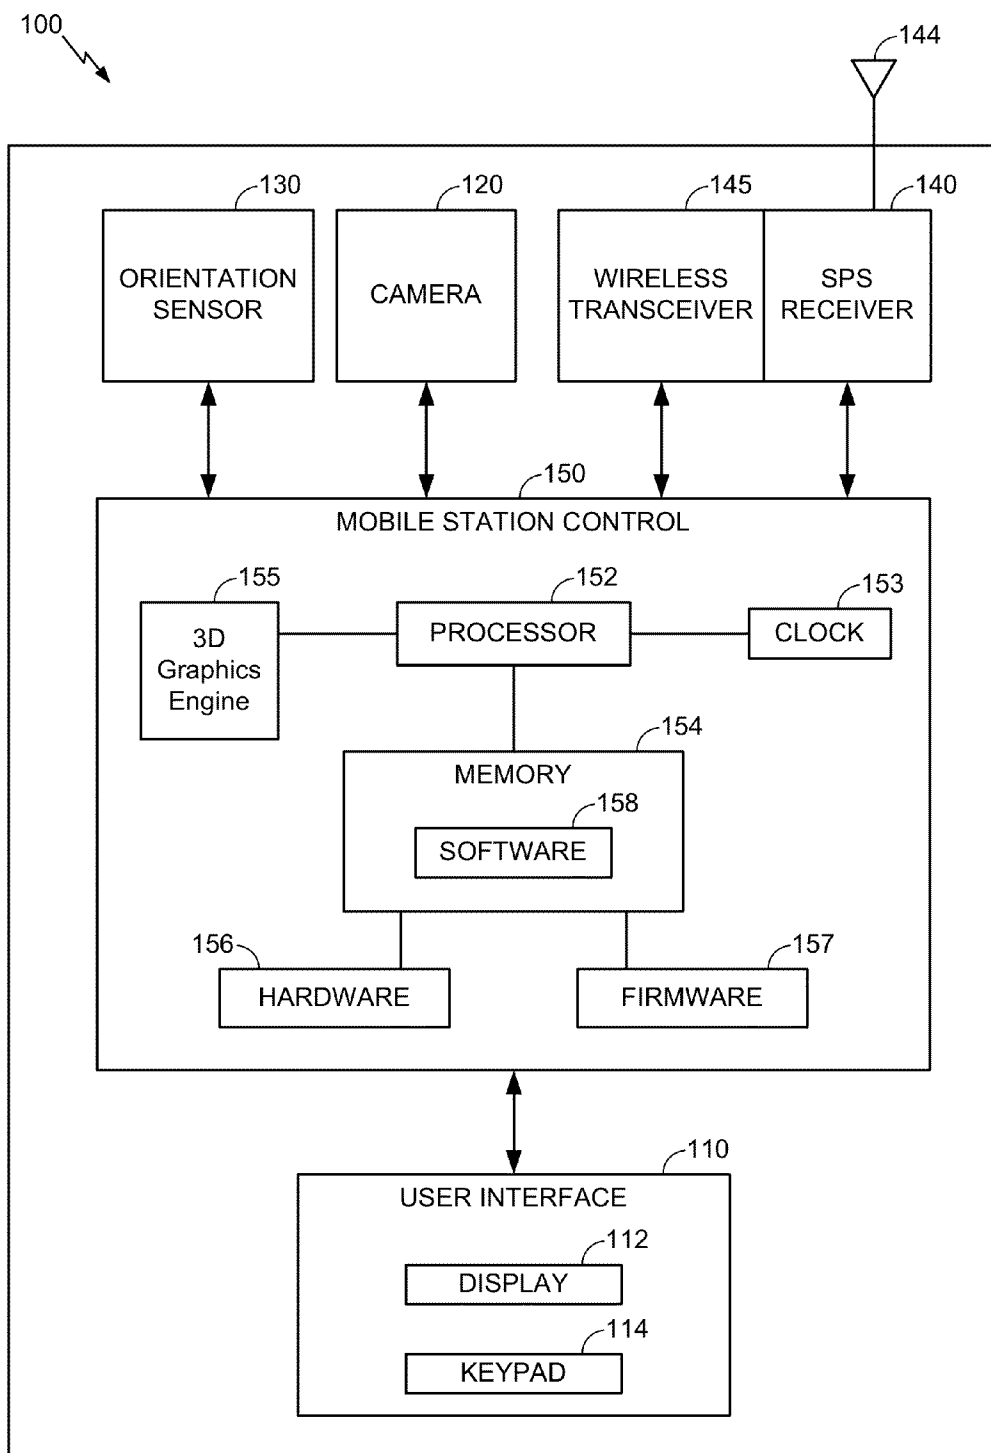 100
144
130
120
145
140
ORIENTATION
SENSOR
CAMERA
WIRELESS
TRANSCEIVER
SPS
RECEIVER
150
MOBILE STATION CONTROL
155
152
153
3D
Graphics
Engine
PROCESSOR
CLOCK
154
MEMORY
158
SOFTWARE
156
157
HARDWARE
FIRMWARE
110
USER INTERFACE
112
DISPLAY
114
KEYPAD